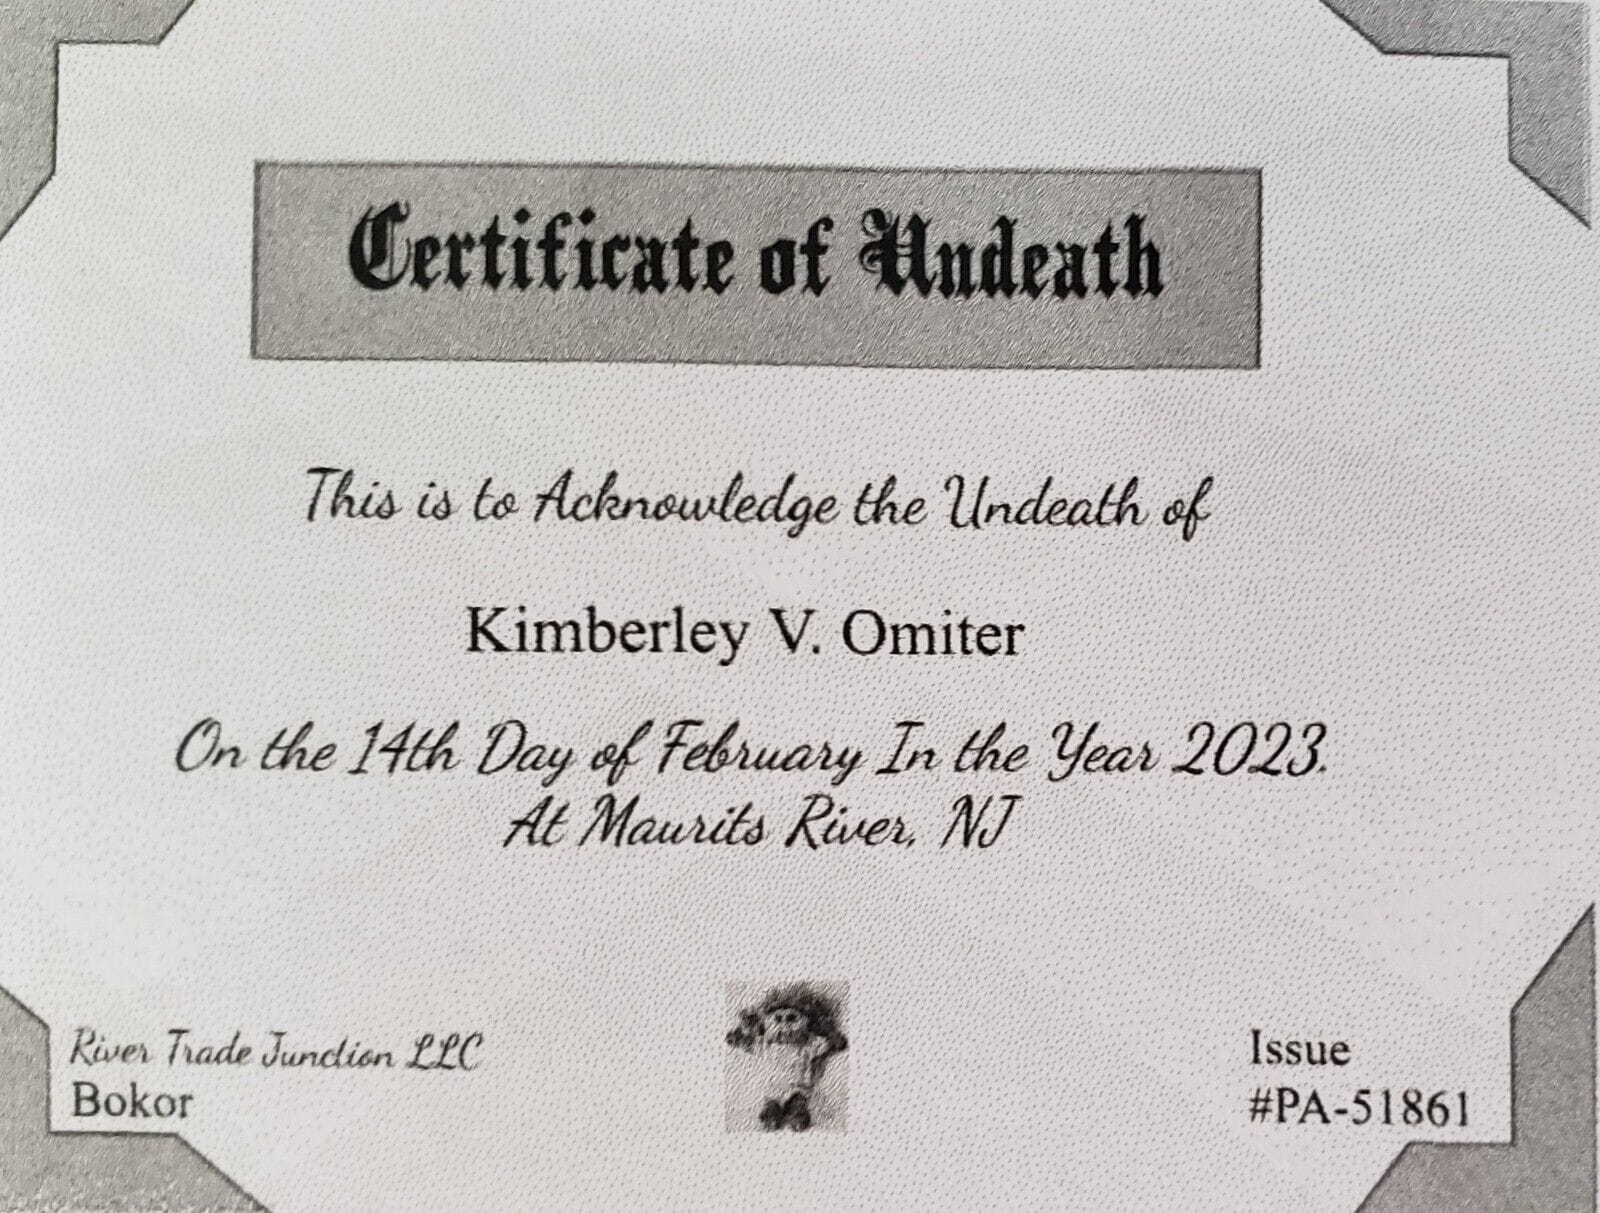 Certificate of Undeath
This is to Acknowledge the Undeath of
Kimberley V. Omiter
On the 14th Day of February In the Year 2023.
At Maurits River, NJ
River Trade Junction LLC
Bokor
Issue
#PA-51861